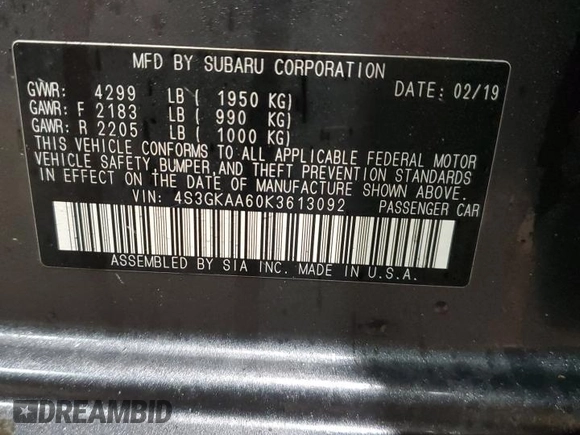 MFD BY SUBARU CORPORATION
GVWR: 4299 LB ( 1950 KG) DATE: 02/19
GAWR: F 2183 LB ( 990 KG)
GAWR: R 2205 LB ( 1000 KG)
THIS VEHICLE CONFORMS TO ALL APPLICABLE FEDERAL MOTOR
VEHICLE SAFETY, BUMPER, AND THEFT PREVENTION STANDARDS
IN EFFECT ON THE DATE OF MANUFACTURE SHOWN ABOVE.
VIN: 4S3GKAA60K3613092 PASSENGER CAR
ASSEMBLED BY SIA INC. MADE IN U.S.A.
DREAMBID